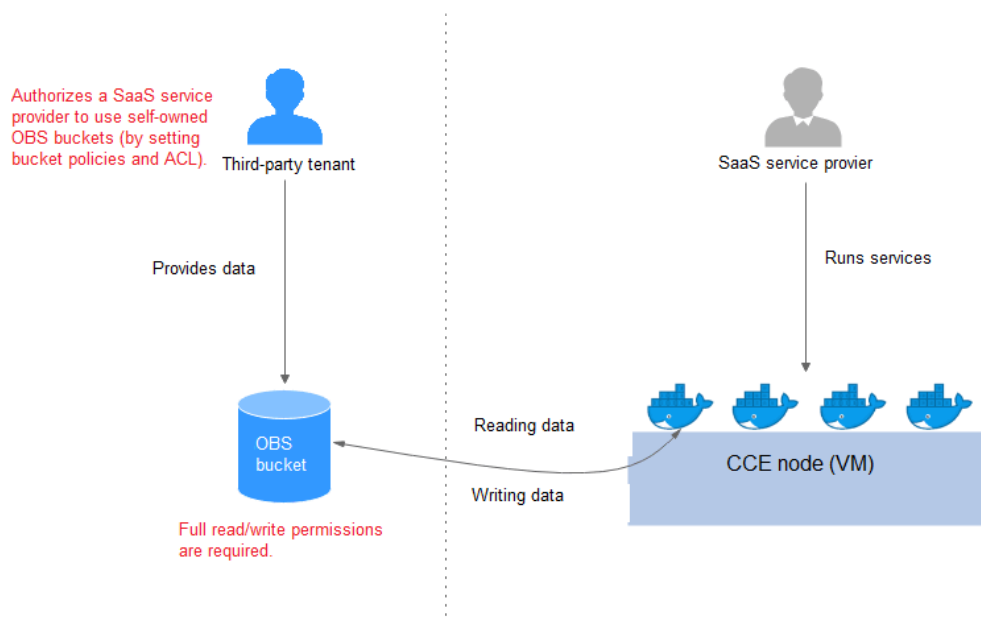 Authorizes a SaaS service
provider to use self-owned
OBS buckets (by setting
bucket policies and ACL).
Third-party tenant
SaaS service provier
Provides data
Runs services
OBS
bucket
Reading data
Writing data
CCE node (VM)
Full read/write permissions
are required.